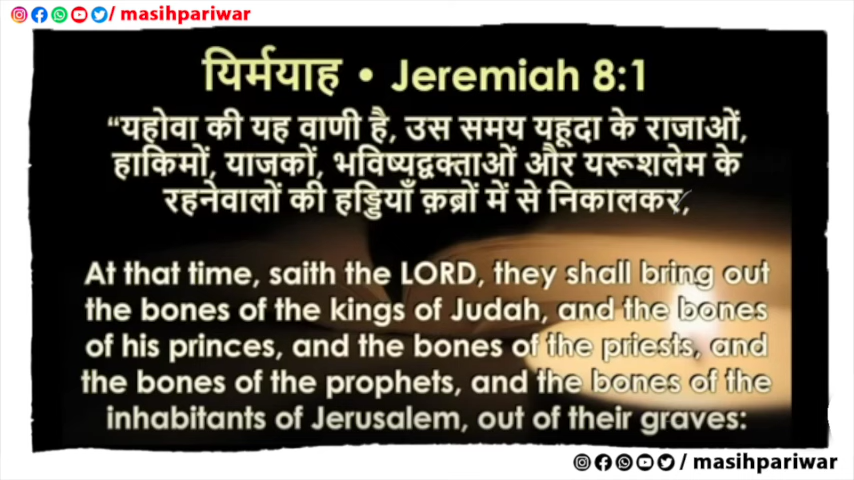 / masihpariwar
यिर्मयाह • Jeremiah 8:1
“यहोवा की यह वाणी है, उस समय यहूदा के राजाओं,
हाकिमों, याजकों, भविष्यद्वक्ताओं और यरूशलेम के
रहनेवालों की हड्डियाँ क़ब्रों में से निकालकर,
At that time, saith the LORD, they shall bring out
the bones of the kings of Judah, and the bones
of his princes, and the bones of the priests, and
the bones of the prophets, and the bones of the
inhabitants of Jerusalem, out of their graves:
/ masihpariwar